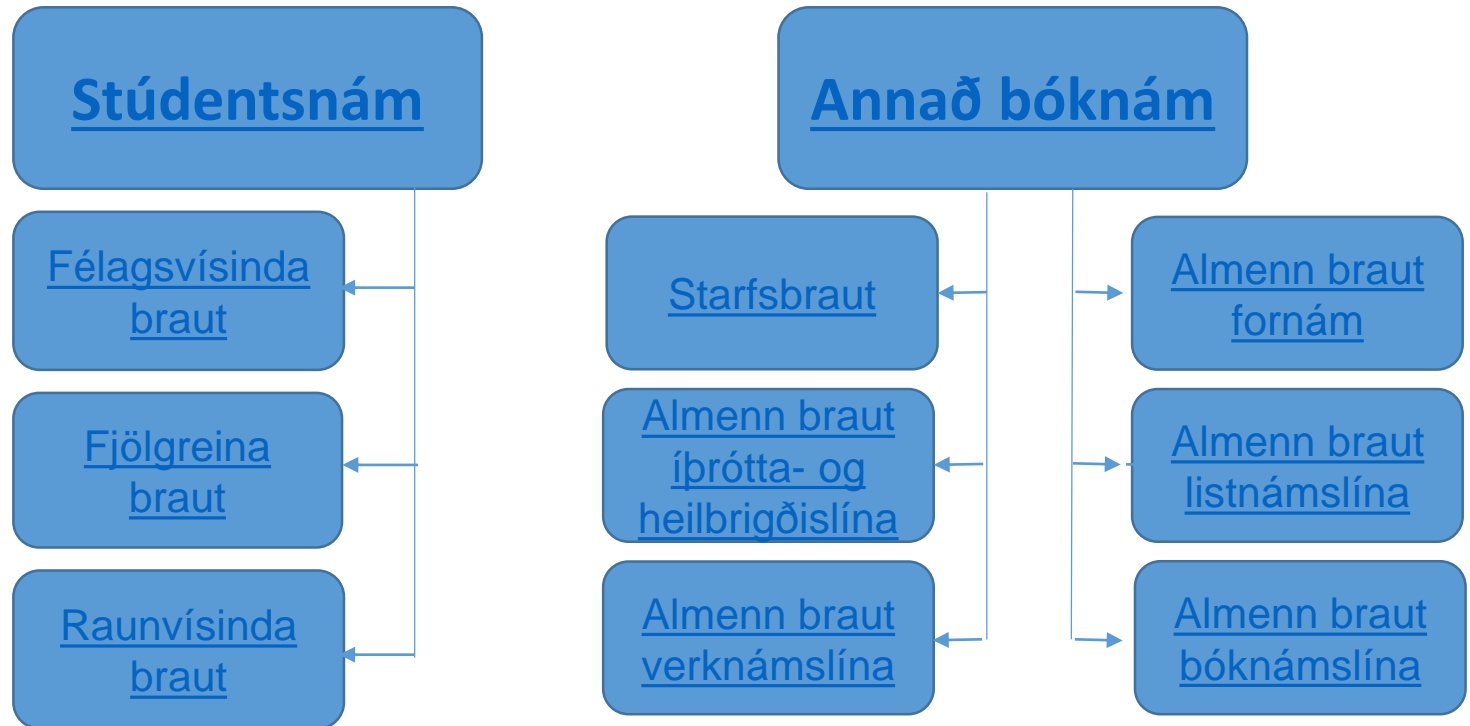 Stúdentsnám
Félagsvísinda
braut
Fjölgreina
braut
Raunvísinda
braut
Annað bóknám
Starfsbraut
Almenn braut
íþrótta- og
heilbrigðislína
Almenn braut
verknámslína
Almenn braut
fornám
Almenn braut
listnámslína
Almenn braut
bóknámslína